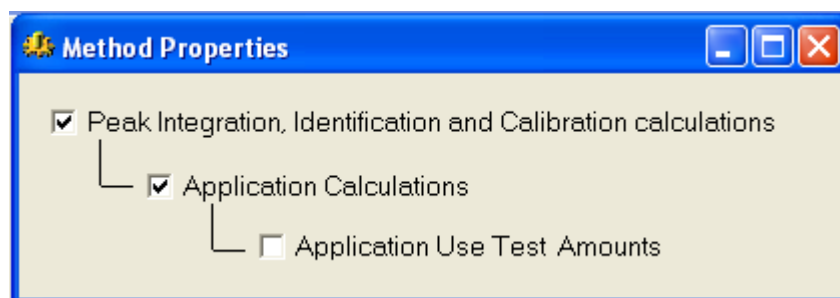 Method Properties
Peak Integration, Identification and Calibration calculations
Application Calculations
Application Use Test Amounts